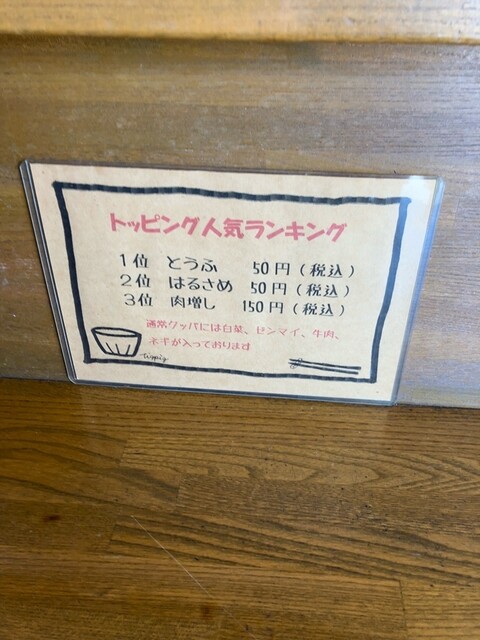 トッピング人気ランキング
1位 とうふ 50円(税込)
2位 はるさめ 50円(税込)
3位 肉増し 150円(税込)
通常クッパには白菜、ゼンマイ、牛肉、
ネギが入っております